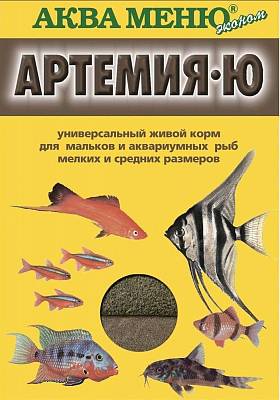 АКВА МЕНЮ®
эконом
АРТЕМИЯ·Ю
универсальный живой корм
для мальков и аквариумных рыб
мелких и средних размеров